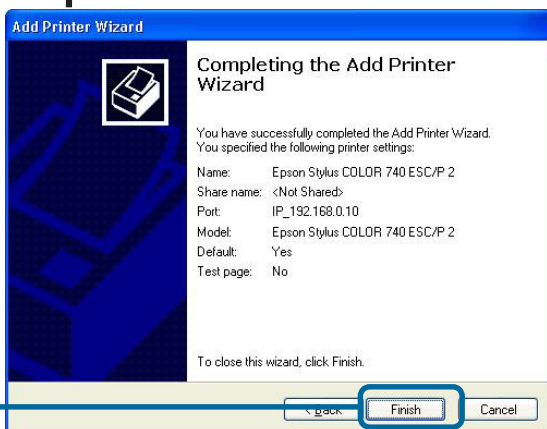 Add Printer Wizard
Completing the Add Printer
Wizard
You have successfully completed the Add Printer Wizard.
You specified the following printer settings:
Name: Epson Stylus COLOR 740 ESC/P 2
Share name: <Not Shared>
Port: IP_192.168.0.10
Model: Epson Stylus COLOR 740 ESC/P 2
Default: Yes
Test page: No
To close this wizard, click Finish.
< Back Finish Cancel